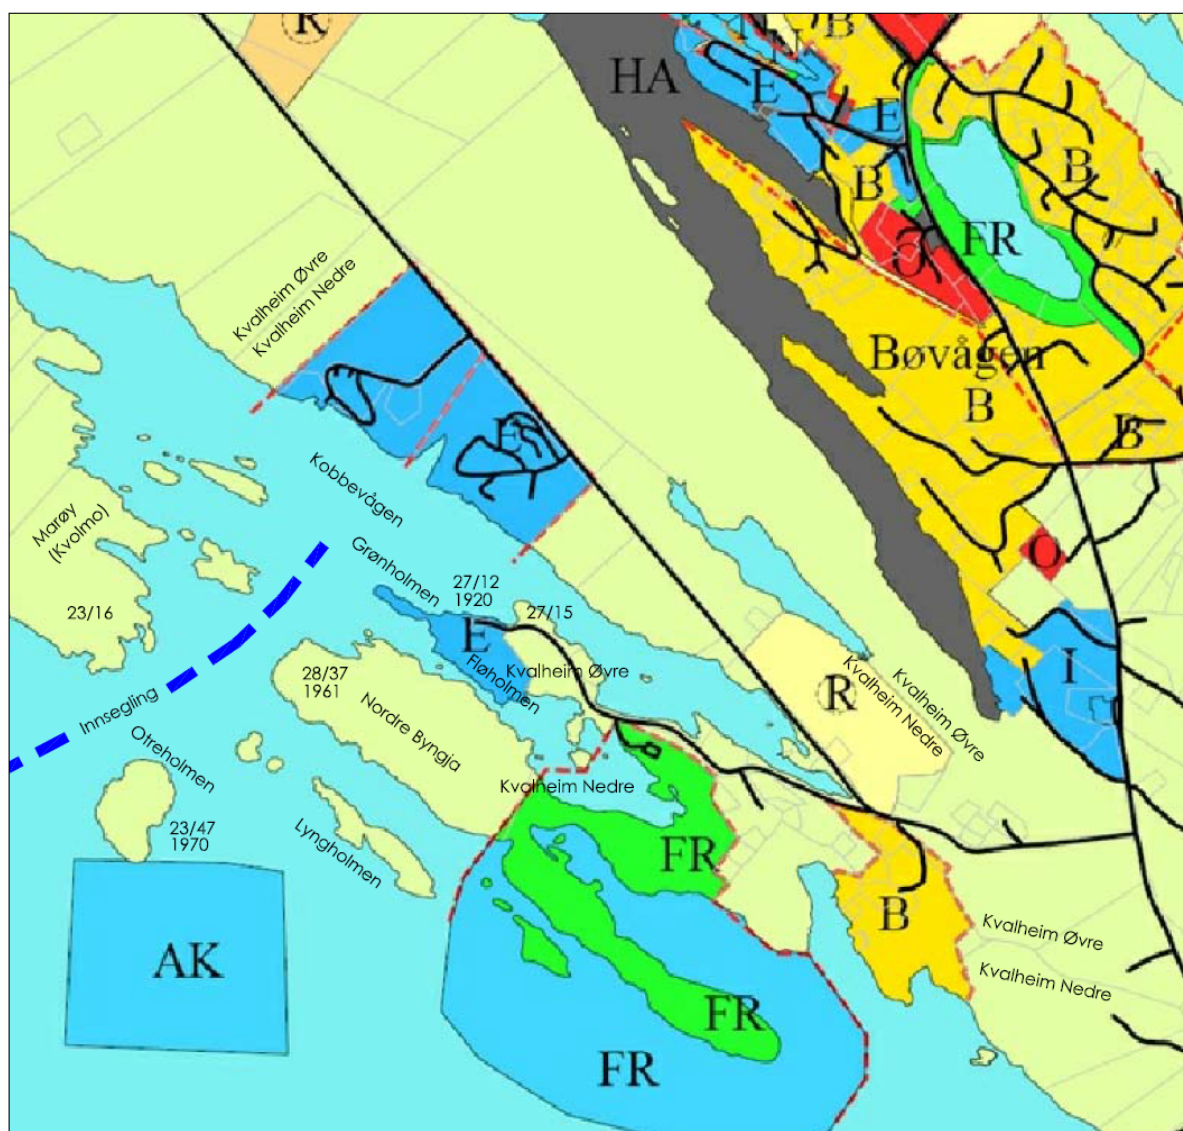 R
B
HA
E
E
B
B
FR
O
Kvalheim Øvre
Kvalheim Nedre
Bøvågen
B
B
E
Kobbevågen
Marøy
(Kvolmo)
Grønholmen
27/12
1920
27/15
O
23/16
E
Fløholmen
Kvalheim Øvre
28/37
1961
Nordre Byngja
R
Kvalheim Øvre
Kvalheim Nedre
I
Innsegling
Otreholmen
Kvalheim Nedre
23/47
1970
Lyngholmen
FR
B
Kvalheim Øvre
Kvalheim Nedre
AK
FR
FR